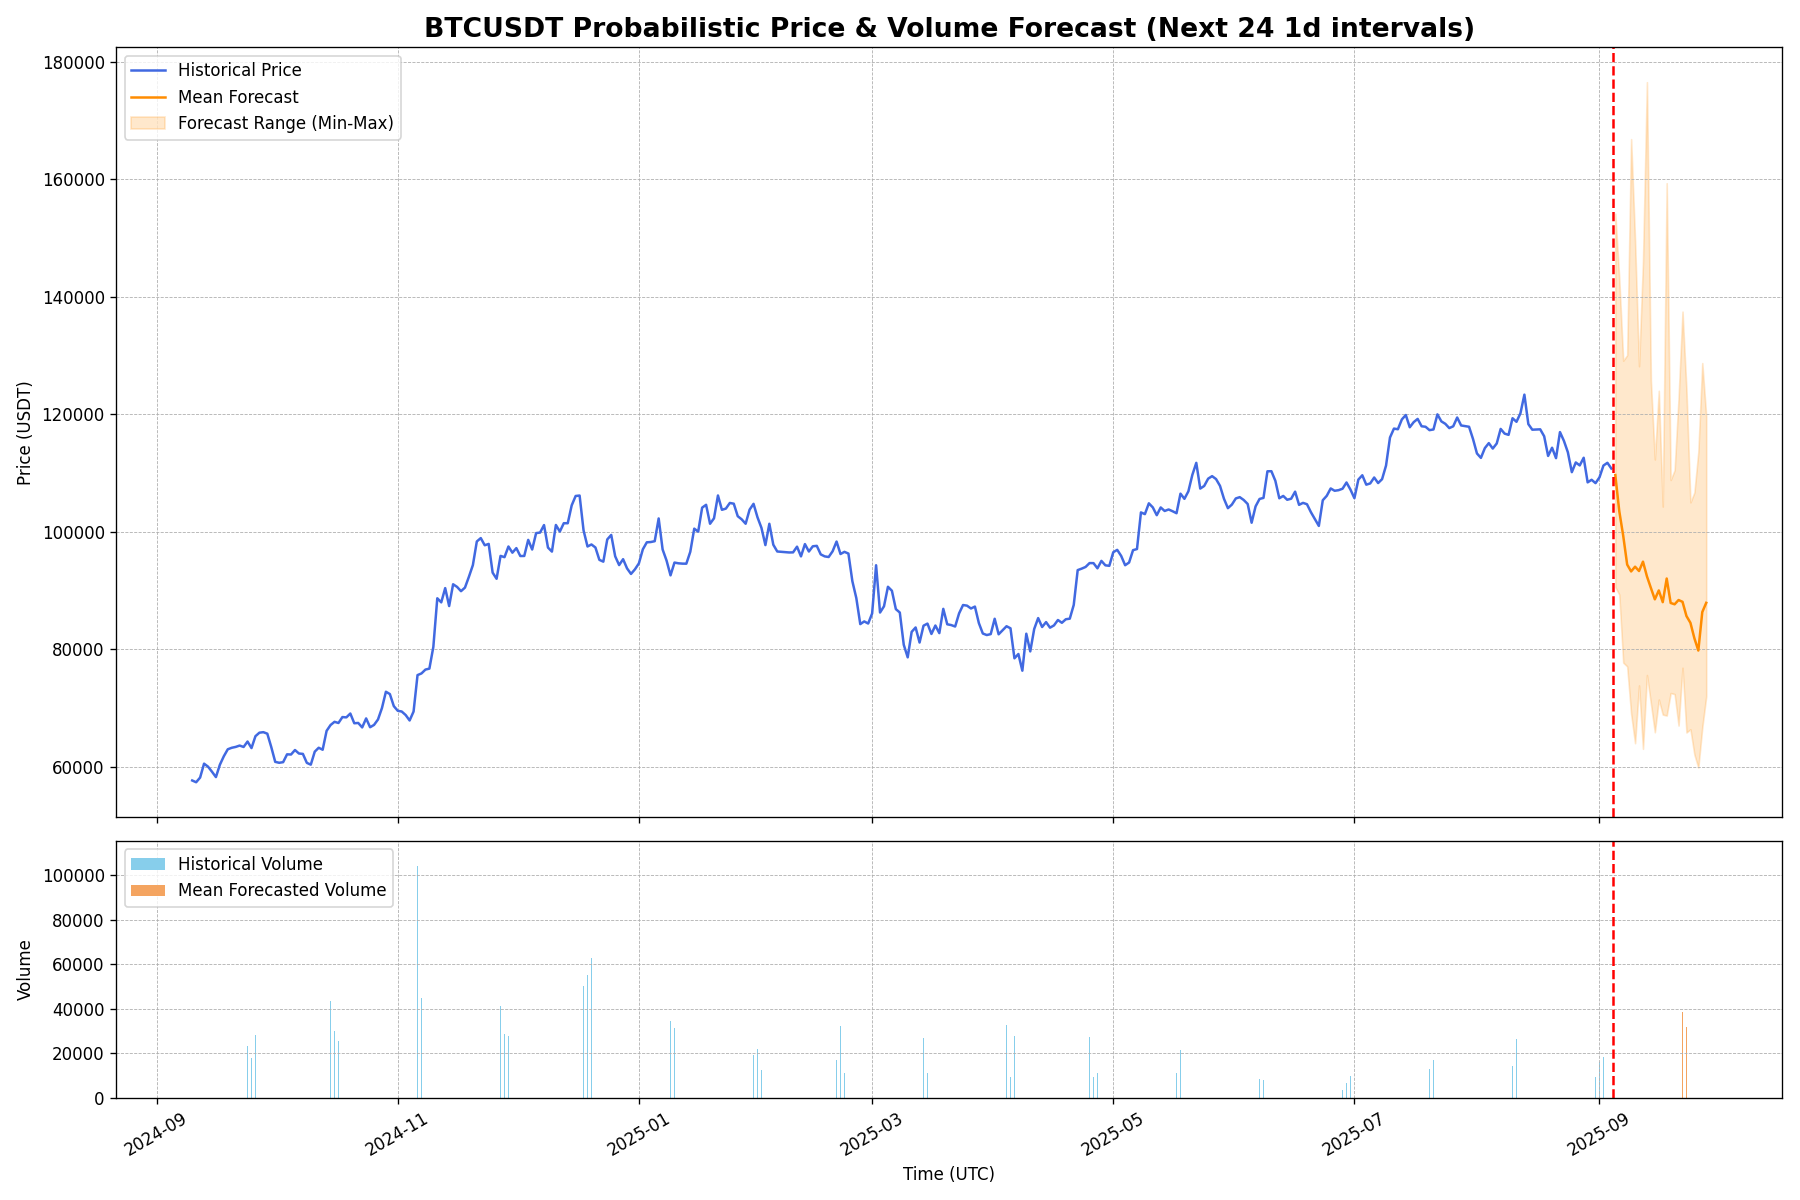 BTCUSDT Probabilistic Price & Volume Forecast (Next 24 1d intervals)
Historical Price
Mean Forecast
Forecast Range (Min-Max)
Price (USDT)
180000
160000
140000
120000
100000
80000
60000
Historical Volume
Mean Forecasted Volume
Volume
100000
80000
60000
40000
20000
0
2024-09
2024-11
2025-01
2025-03
2025-05
2025-07
2025-09
Time (UTC)